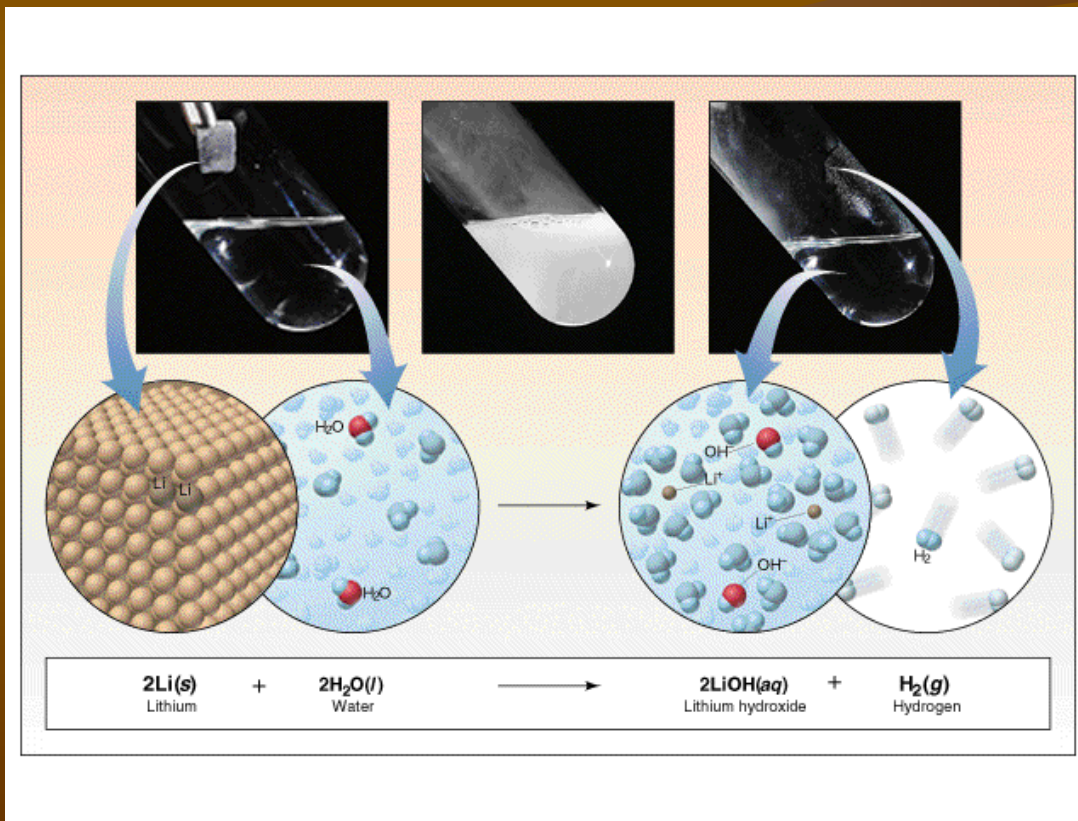 H₂O
Li Li
H₂O
OH⁻
Li⁺
Li⁺
OH⁻
H₂
2Li(s) + 2H₂O(l) ⟶ 2LiOH(aq) + H₂(g)
Lithium Water Lithium hydroxide Hydrogen